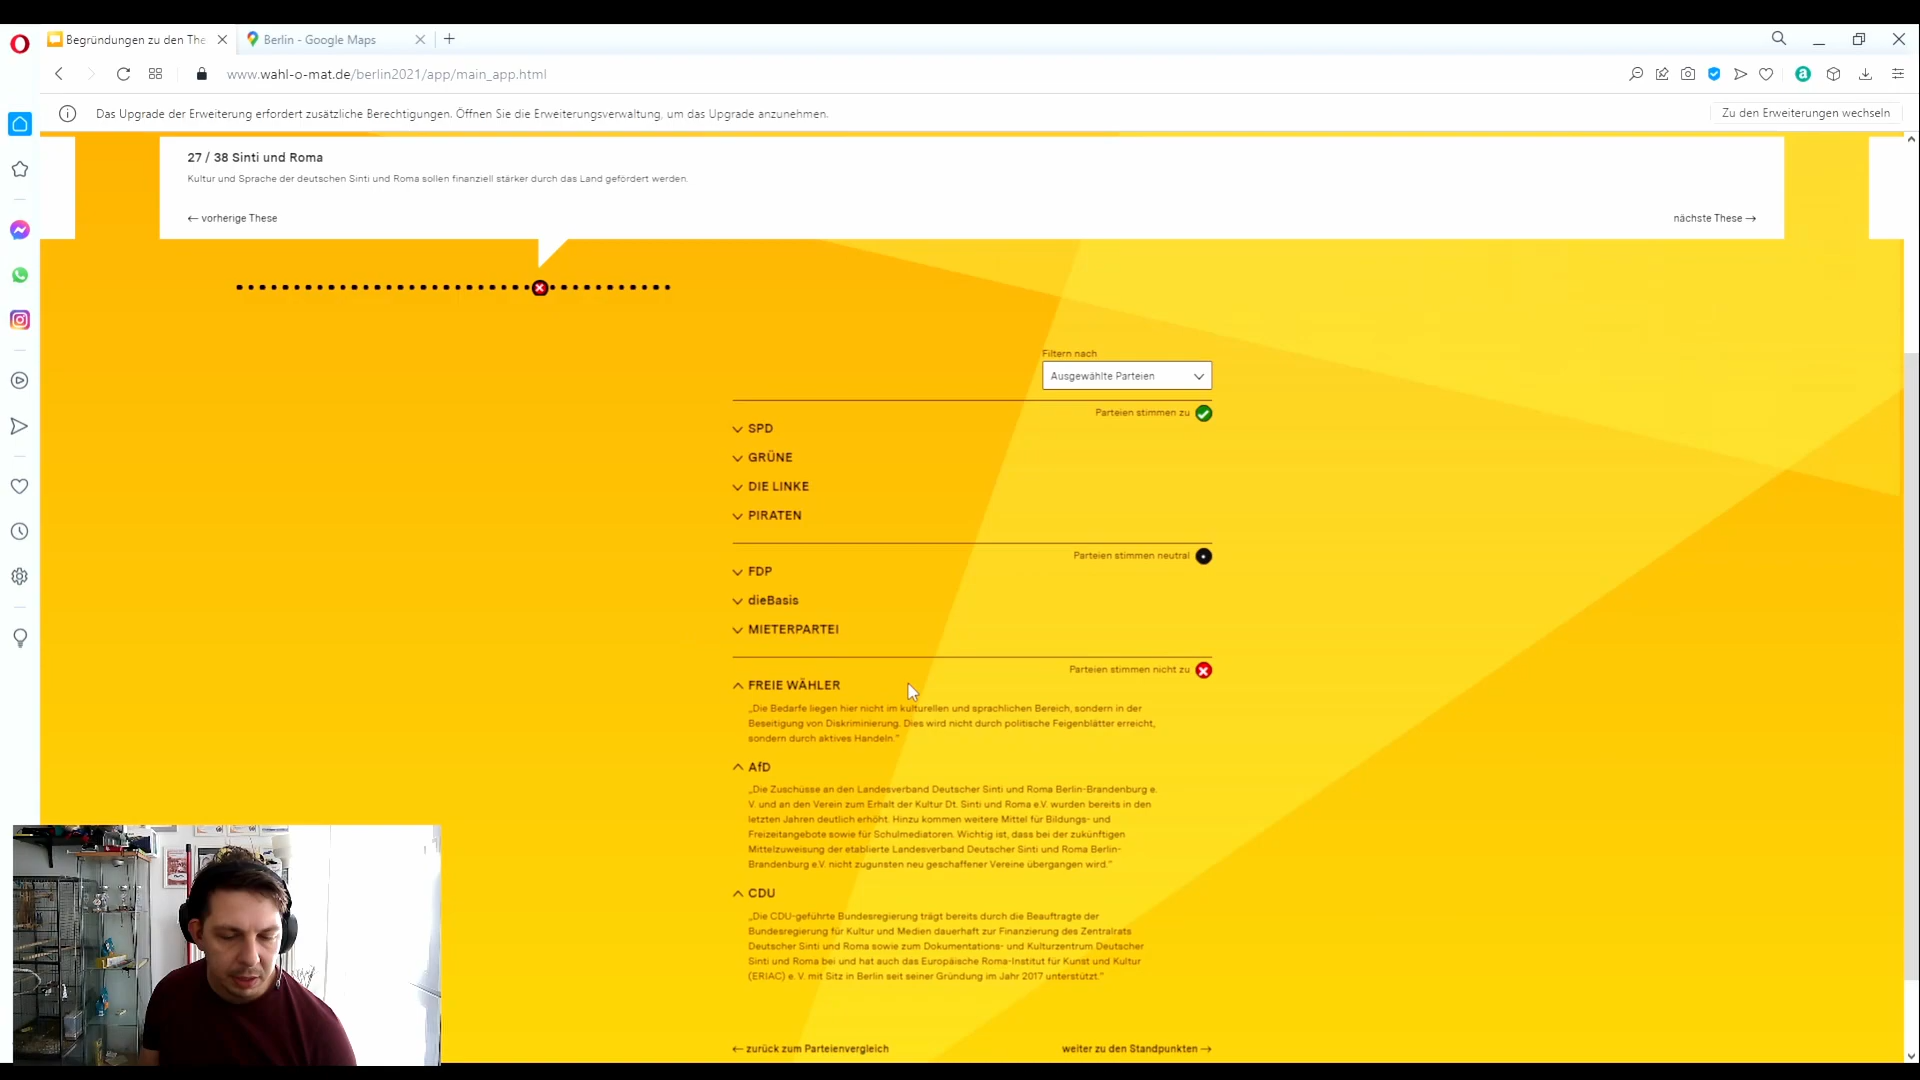 Begründungen zu den The
Berlin - Google Maps
www.wahl-o-mat.de/berlin2021/app/main_app.html
Das Upgrade der Erweiterung erfordert zusätzliche Berechtigungen. Öffnen Sie die Erweiterungsverwaltung, um das Upgrade anzunehmen.
Zu den Erweiterungen wechseln
27 / 38 Sinti und Roma
Kultur und Sprache der deutschen Sinti und Roma sollen finanziell stärker durch das Land gefördert werden.
← vorherige These
nächste These →
Filtern nach
Ausgewählte Parteien
Parteien stimmen zu
SPD
GRÜNE
DIE LINKE
PIRATEN
Parteien stimmen neutral
FDP
dieBasis
MIETERPARTEI
Parteien stimmen nicht zu
FREIE WÄHLER
„Die Bedarfe liegen hier nicht im kulturellen und sprachlichen Bereich, sondern in der
Beseitigung von Diskriminierung. Dies wird nicht durch politische Feigenblätter erreicht,
sondern durch aktives Handeln.“
AfD
„Die Zuschüsse an den Landesverband Deutscher Sinti und Roma Berlin-Brandenburg e.
V. und an den Verein zum Erhalt der Kultur Dt. Sinti und Roma e.V. wurden bereits in den
letzten Jahren deutlich erhöht. Hinzu kommen weitere Mittel für Bildungs- und
Freizeitangebote sowie für Schulmediatoren. Wichtig ist, dass bei der zukünftigen
Mittelzuweisung der etablierte Landesverband Deutscher Sinti und Roma Berlin-
Brandenburg e.V. nicht zugunsten neu geschaffener Vereine übergangen wird.“
CDU
„Die CDU-geführte Bundesregierung trägt bereits durch die Beauftragte der
Bundesregierung für Kultur und Medien dauerhaft zur Finanzierung des Zentralrats
Deutscher Sinti und Roma sowie zum Dokumentations- und Kulturzentrum Deutscher
Sinti und Roma bei und hat auch das Europäische Roma-Institut für Kunst und Kultur
(ERIAC) e. V. mit Sitz in Berlin seit seiner Gründung im Jahr 2017 unterstützt.“
← zurück zum Parteienvergleich
weiter zu den Standpunkten →